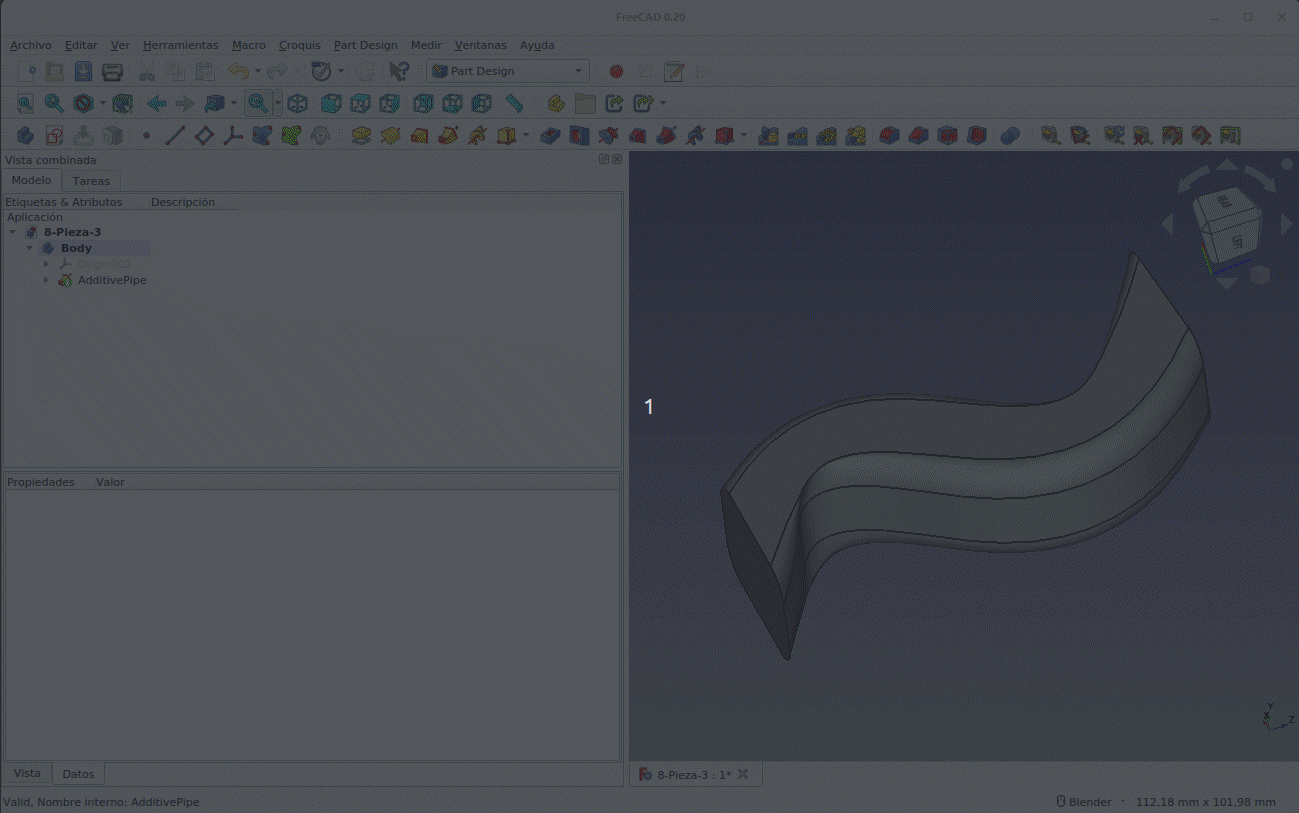 FreeCAD 0.20
Archivo Editar Ver Herramientas Macro Croquis Part Design Medir Ventanas Ayuda
Part Design
Vista combinada
Modelo Tareas
Etiquetas & Atributos Descripción
Aplicación
8-Pieza-3
Body
Origin001
AdditivePipe
1
Propiedades Valor
Y
X
Z
Vista Datos
8-Pieza-3 : 1*
Valid, Nombre interno: AdditivePipe
Blender
112,18 mm x 101,98 mm